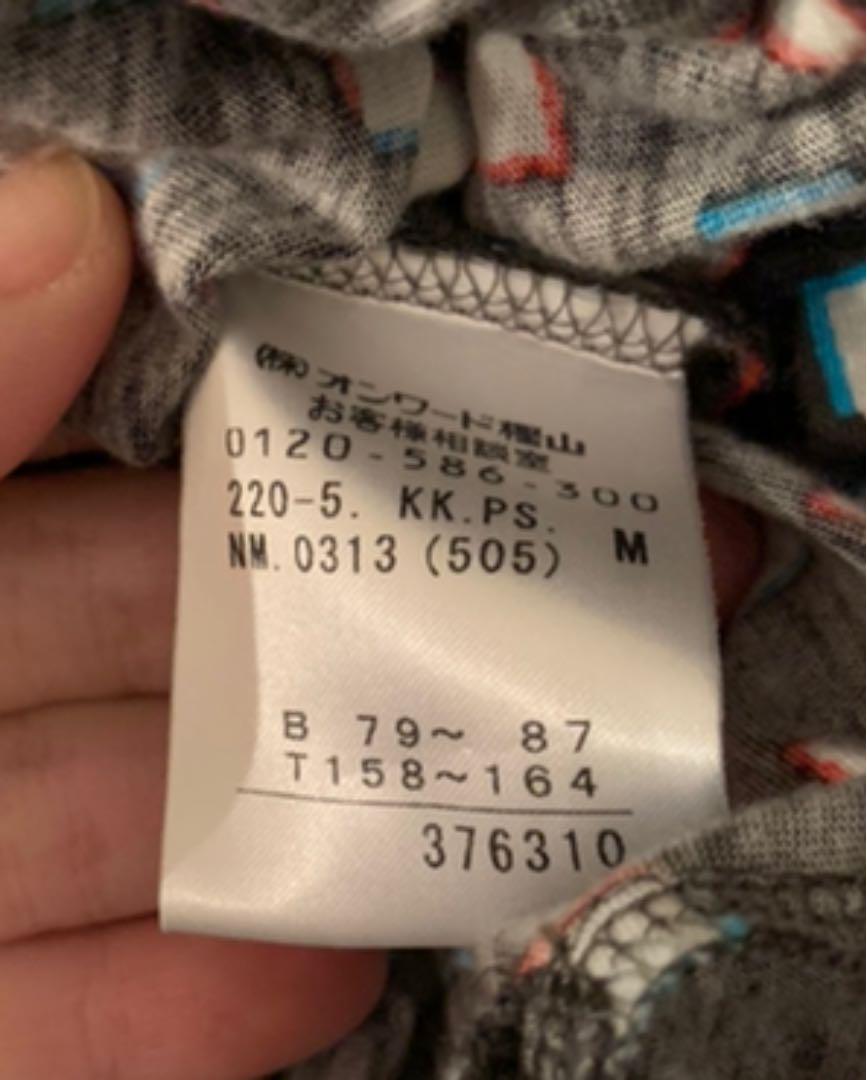 (株)オンワード樫山
お客様相談室
0120-586-300
220-5. KK.PS.
NM.0313 (505) M
B 79~ 87
T158~164
376310